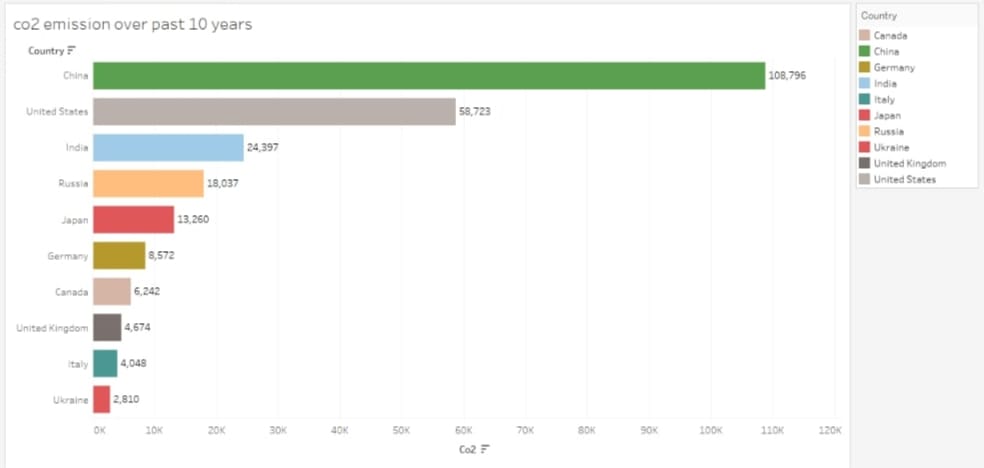 co2 emission over past 10 years
Country
China 108,796
United States 58,723
India 24,397
Russia 18,037
Japan 13,260
Germany 8,572
Canada 6,242
United Kingdom 4,674
Italy 4,048
Ukraine 2,810
0K 10K 20K 30K 40K 50K 60K 70K 80K 90K 100K 110K 120K
Co2
Country
Canada
China
Germany
India
Italy
Japan
Russia
Ukraine
United Kingdom
United States